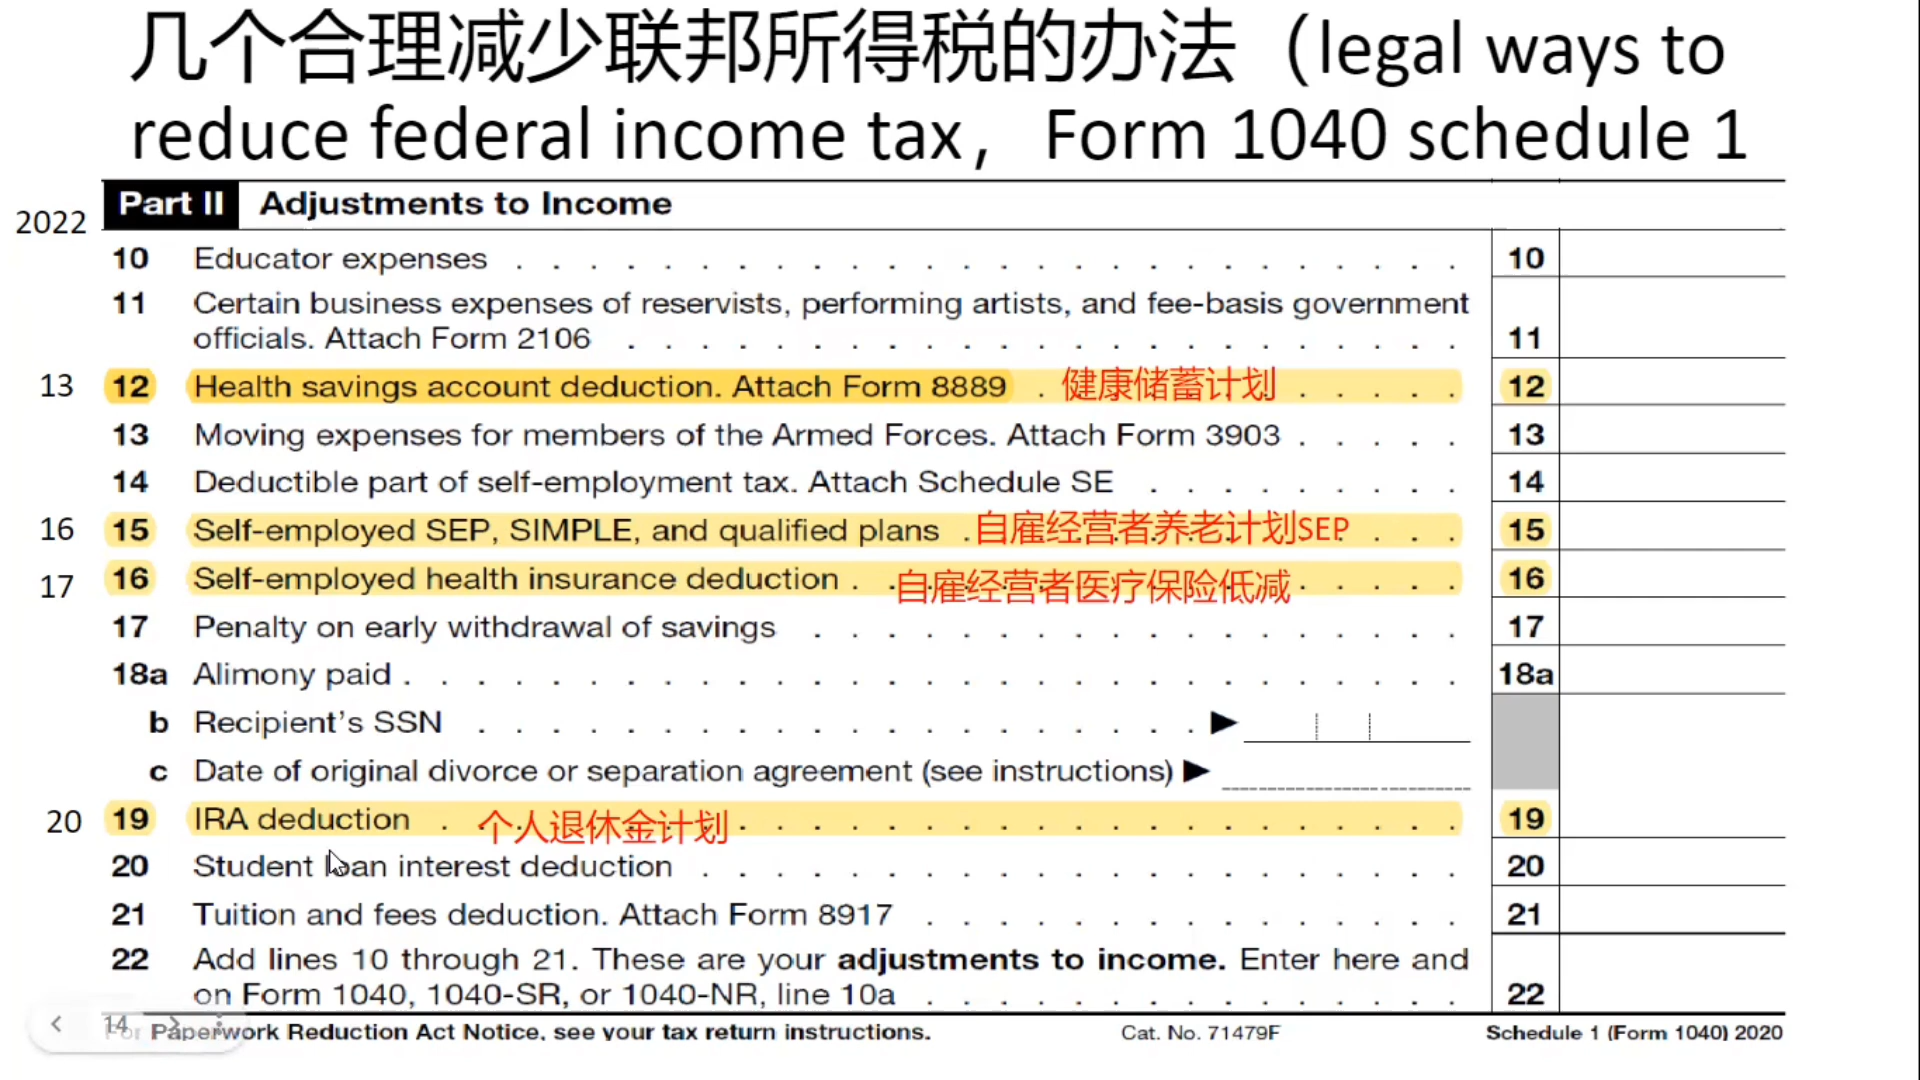 几个合理减少联邦所得税的办法（legal ways to
reduce federal income tax， Form 1040 schedule 1
2022 Part II Adjustments to Income
10 Educator expenses 10
11 Certain business expenses of reservists, performing artists, and fee-basis government
officials. Attach Form 2106 11
13 12 Health savings account deduction. Attach Form 8889 健康储蓄计划 12
13 Moving expenses for members of the Armed Forces. Attach Form 3903 13
14 Deductible part of self-employment tax. Attach Schedule SE 14
16 15 Self-employed SEP, SIMPLE, and qualified plans 自雇经营者养老计划SEP 15
17 16 Self-employed health insurance deduction 自雇经营者医疗保险低减 16
17 Penalty on early withdrawal of savings 17
18a Alimony paid 18a
b Recipient's SSN
c Date of original divorce or separation agreement (see instructions)
20 19 IRA deduction 个人退休金计划 19
20 Student loan interest deduction 20
21 Tuition and fees deduction. Attach Form 8917 21
22 Add lines 10 through 21. These are your adjustments to income. Enter here and
on Form 1040, 1040-SR, or 1040-NR, line 10a 22
14
For Paperwork Reduction Act Notice, see your tax return instructions. Cat. No. 71479F Schedule 1 (Form 1040) 2020